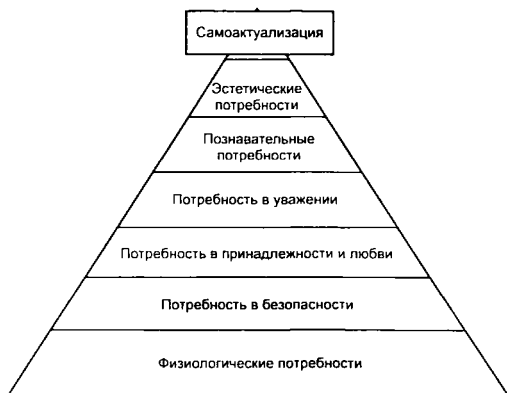 Самоактуализация
Эстетические
потребности
Познавательные
потребности
Потребность в уважении
Потребность в принадлежности и любви
Потребность в безопасности
Физиологические потребности